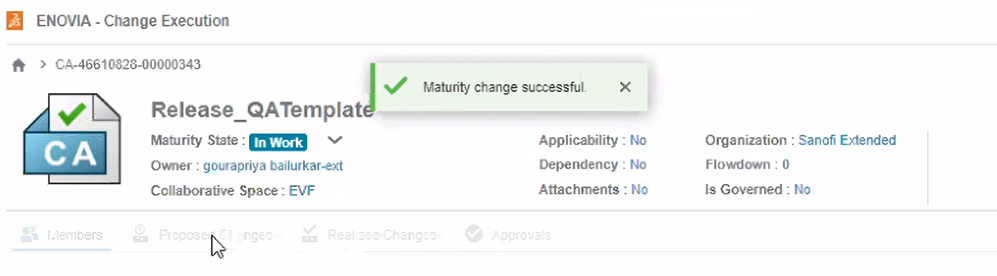 ENOVIA - Change Execution
CA-46610828-00000343
Maturity change successful.
Release_QATemplate
CA
Maturity State : In Work
Applicability : No
Organization : Sanofi Extended
Owner : gourapriya bailurkar-ext
Dependency : No
Flowdown : 0
Collaborative Space : EVF
Attachments : No
Is Governed : No
Members
Proposed Changes
Realized Changes
Approvals